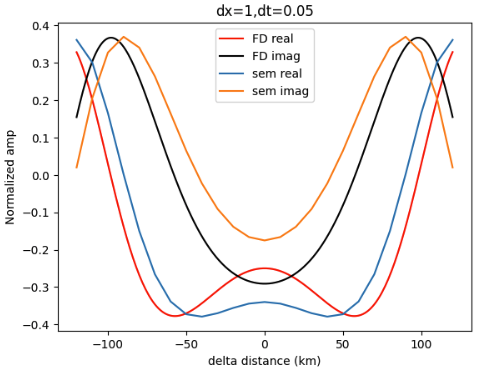 dx=1,dt=0.05
FD real
FD imag
sem real
sem imag
Normalized amp
0.4
0.3
0.2
0.1
0.0
−0.1
−0.2
−0.3
−0.4
−100
−50
0
50
100
delta distance (km)